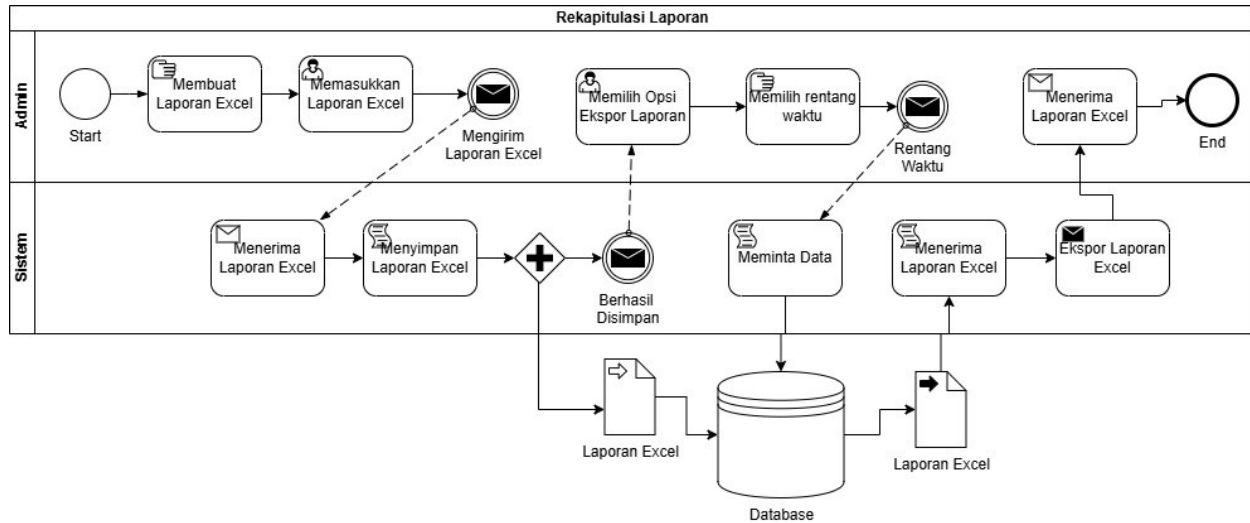 Rekapitulasi Laporan
Admin
Start
Membuat
Laporan Excel
Memasukkan
Laporan Excel
Mengirim
Laporan Excel
Memilih Opsi
Ekspor Laporan
Memilih rentang
waktu
Rentang
Waktu
Menerima
Laporan Excel
End
Sistem
Menerima
Laporan Excel
Menyimpan
Laporan Excel
Berhasil
Disimpan
Meminta Data
Menerima
Laporan Excel
Ekspor Laporan
Excel
Laporan Excel
Database
Laporan Excel